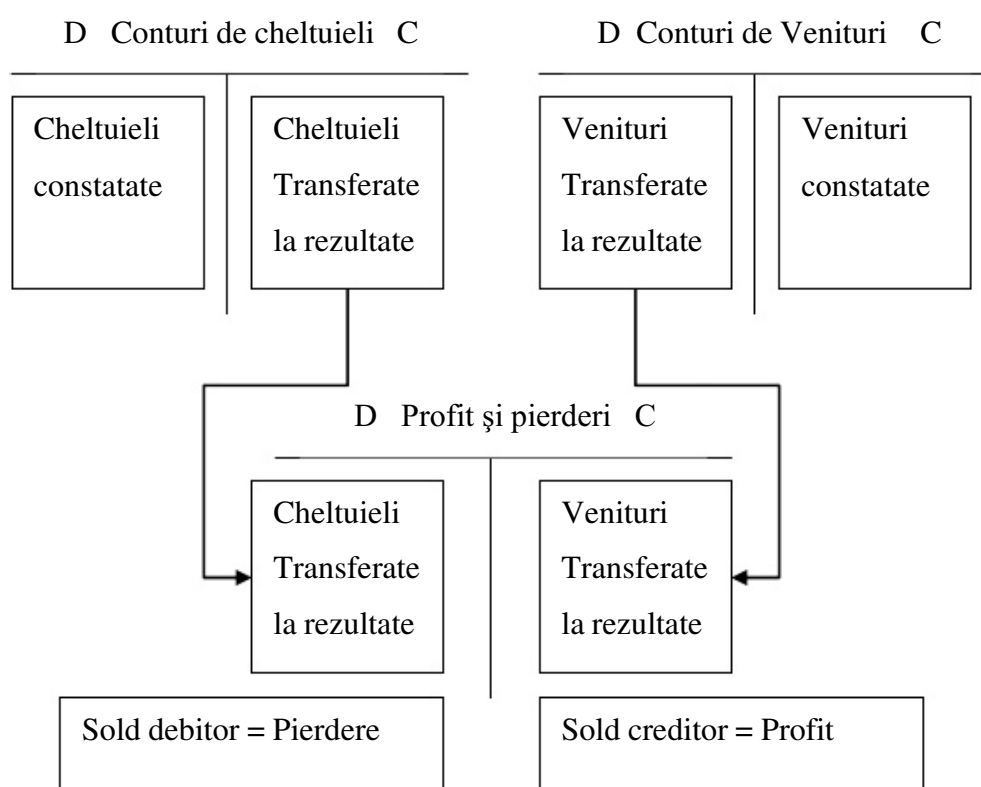 D Conturi de cheltuieli C
D Conturi de Venituri C
Cheltuieli
constatate
Cheltuieli
Transferate
la rezultate
Venituri
Transferate
la rezultate
Venituri
constatate
D Profit şi pierderi C
Cheltuieli
Transferate
la rezultate
Venituri
Transferate
la rezultate
Sold debitor = Pierdere
Sold creditor = Profit